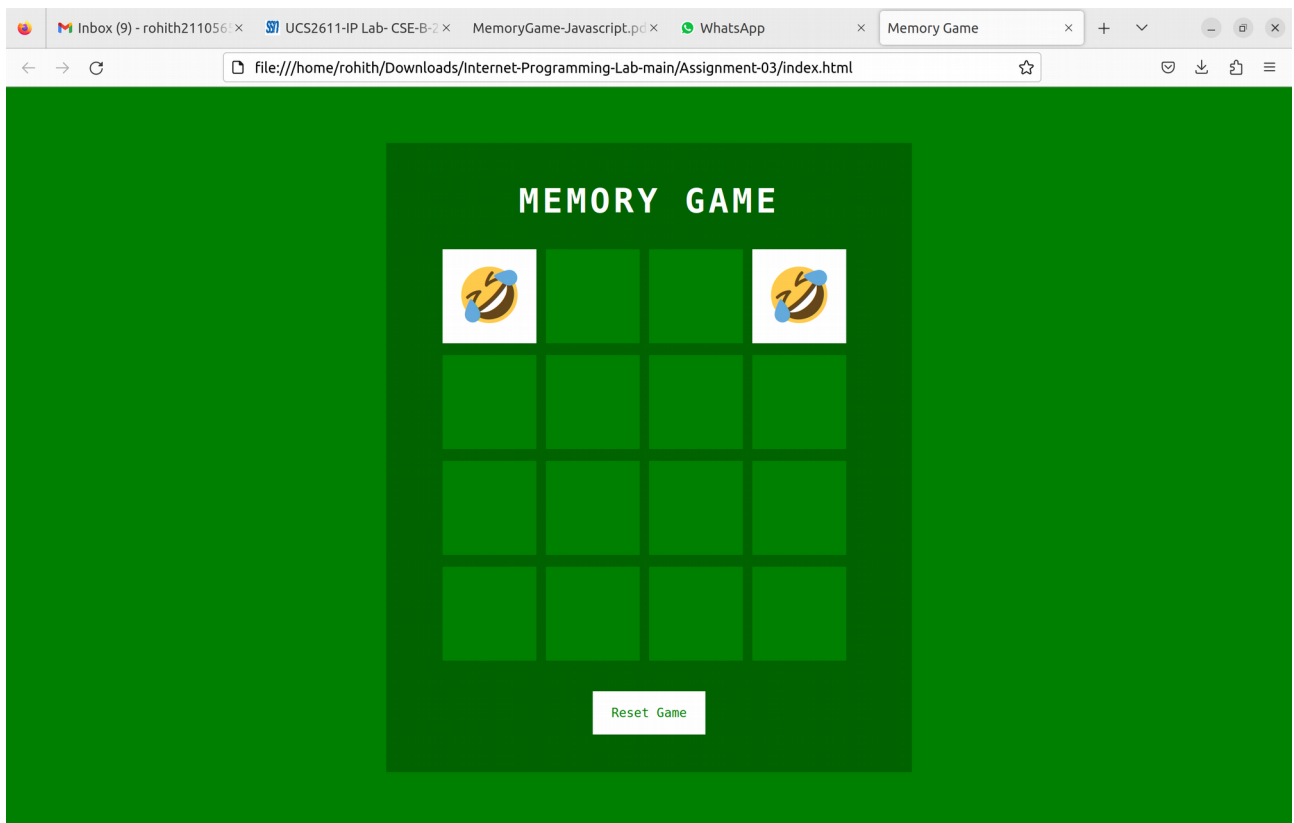 Inbox (9) - rohith211056
UCS2611-IP Lab- CSE-B-2
MemoryGame-Javascript.pd
WhatsApp
Memory Game
file:///home/rohith/Downloads/Internet-Programming-Lab-main/Assignment-03/index.html
MEMORY GAME
Reset Game